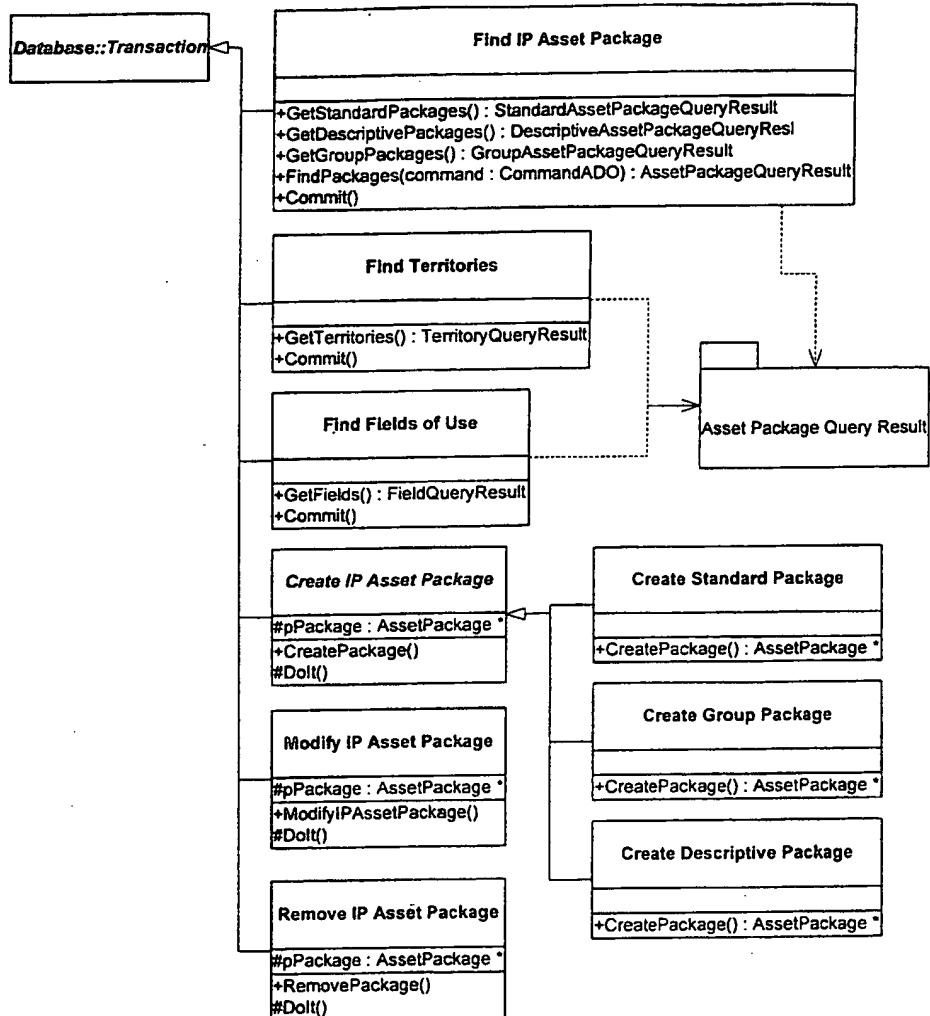 Database::Transaction
Find IP Asset Package
+GetStandardPackages() : StandardAssetPackageQueryResult
+GetDescriptivePackages() : DescriptiveAssetPackageQueryResl
+GetGroupPackages() : GroupAssetPackageQueryResult
+FindPackages(command : CommandADO) : AssetPackageQueryResult
+Commit()
Find Territories
+GetTerritories() : TerritoryQueryResult
+Commit()
Asset Package Query Result
Find Fields of Use
+GetFields() : FieldQueryResult
+Commit()
Create IP Asset Package
#pPackage : AssetPackage *
+CreatePackage()
#DoIt()
Create Standard Package
+CreatePackage() : AssetPackage *
Create Group Package
+CreatePackage() : AssetPackage *
Modify IP Asset Package
#pPackage : AssetPackage *
+ModifyIPAssetPackage()
#DoIt()
Create Descriptive Package
+CreatePackage() : AssetPackage *
Remove IP Asset Package
#pPackage : AssetPackage *
+RemovePackage()
#DoIt()